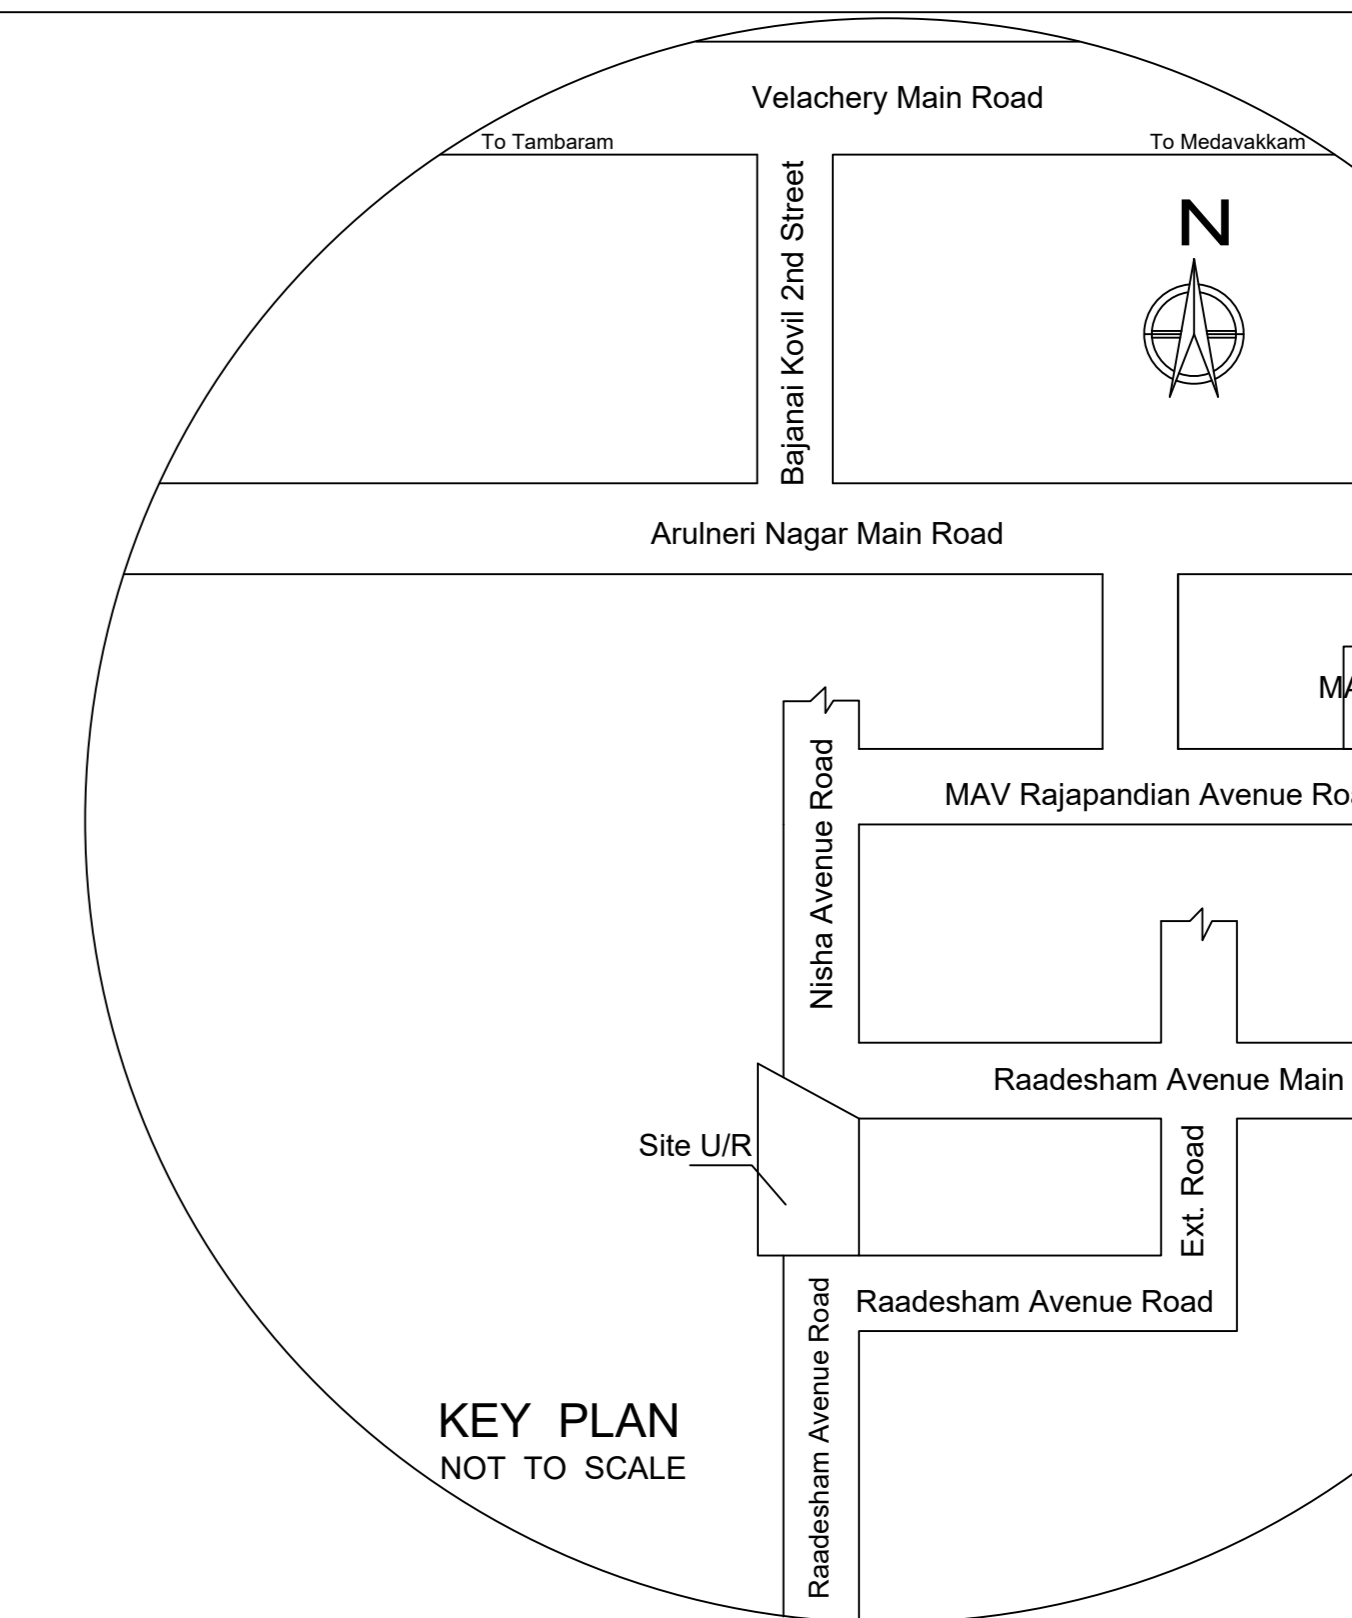 Velachery Main Road
To Tambaram
To Medavakkam
Bajanai Kovil 2nd Street
N
Arulneri Nagar Main Road
MA
Nisha Avenue Road
MAV Rajapandian Avenue Roa
Raadesham Avenue Main
Site U/R
Ext. Road
Raadesham Avenue Road
Raadesham Avenue Road
KEY PLAN
NOT TO SCALE